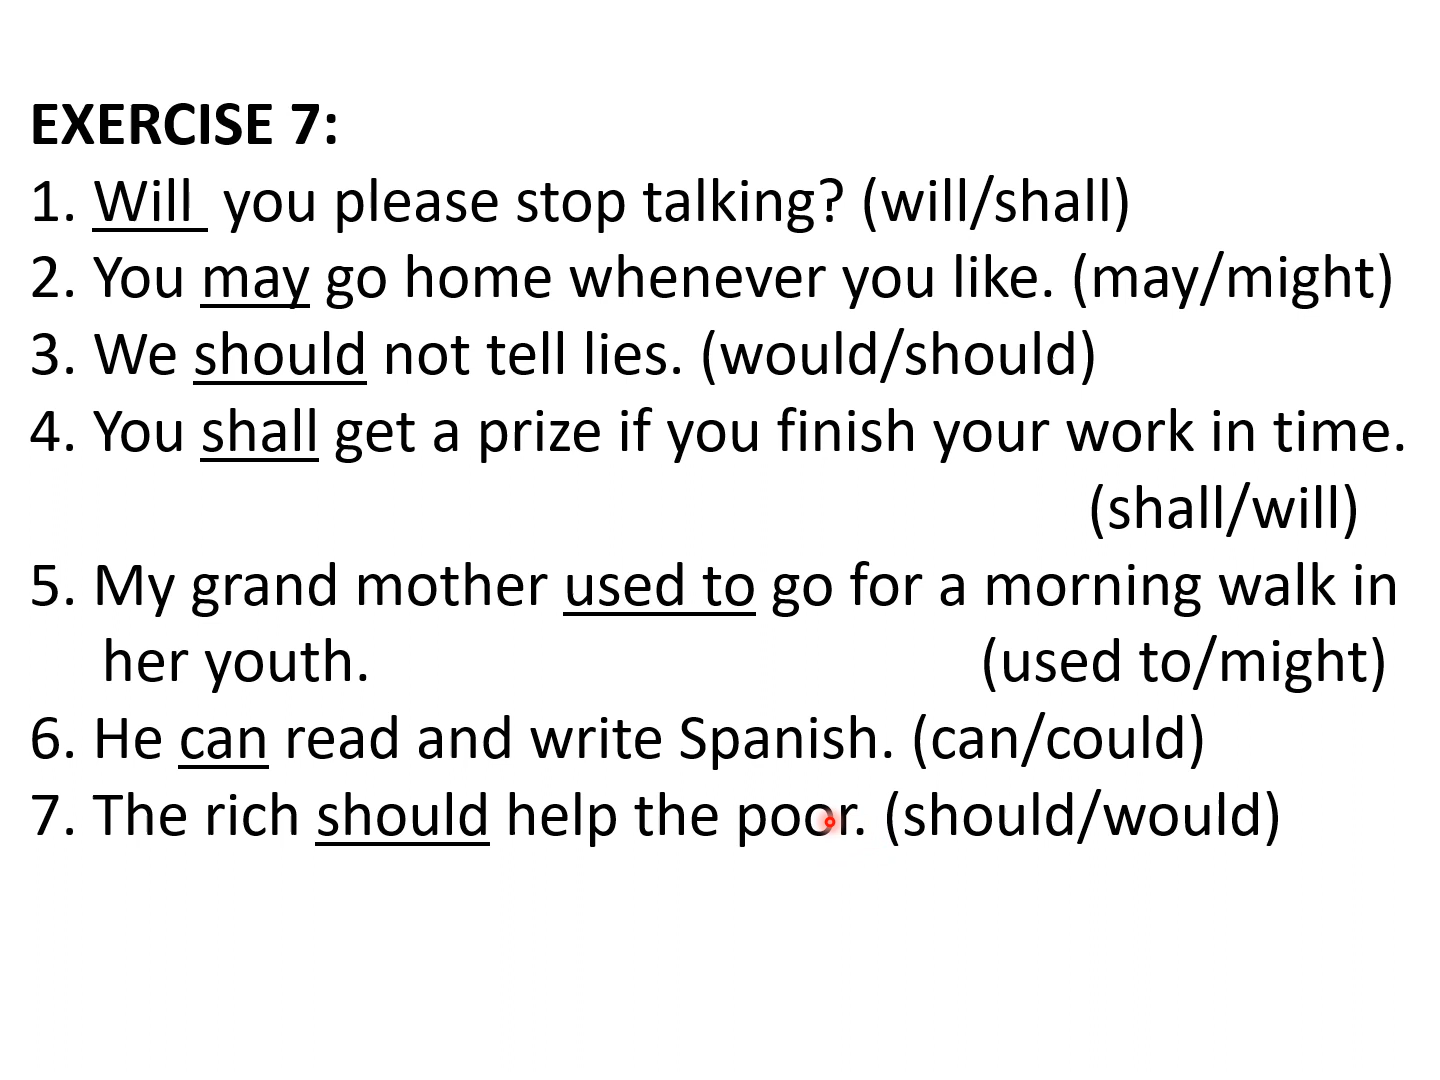 EXERCISE 7:
1. Will you please stop talking? (will/shall)
2. You may go home whenever you like. (may/might)
3. We should not tell lies. (would/should)
4. You shall get a prize if you finish your work in time.
(shall/will)
5. My grand mother used to go for a morning walk in
her youth. (used to/might)
6. He can read and write Spanish. (can/could)
7. The rich should help the poor. (should/would)